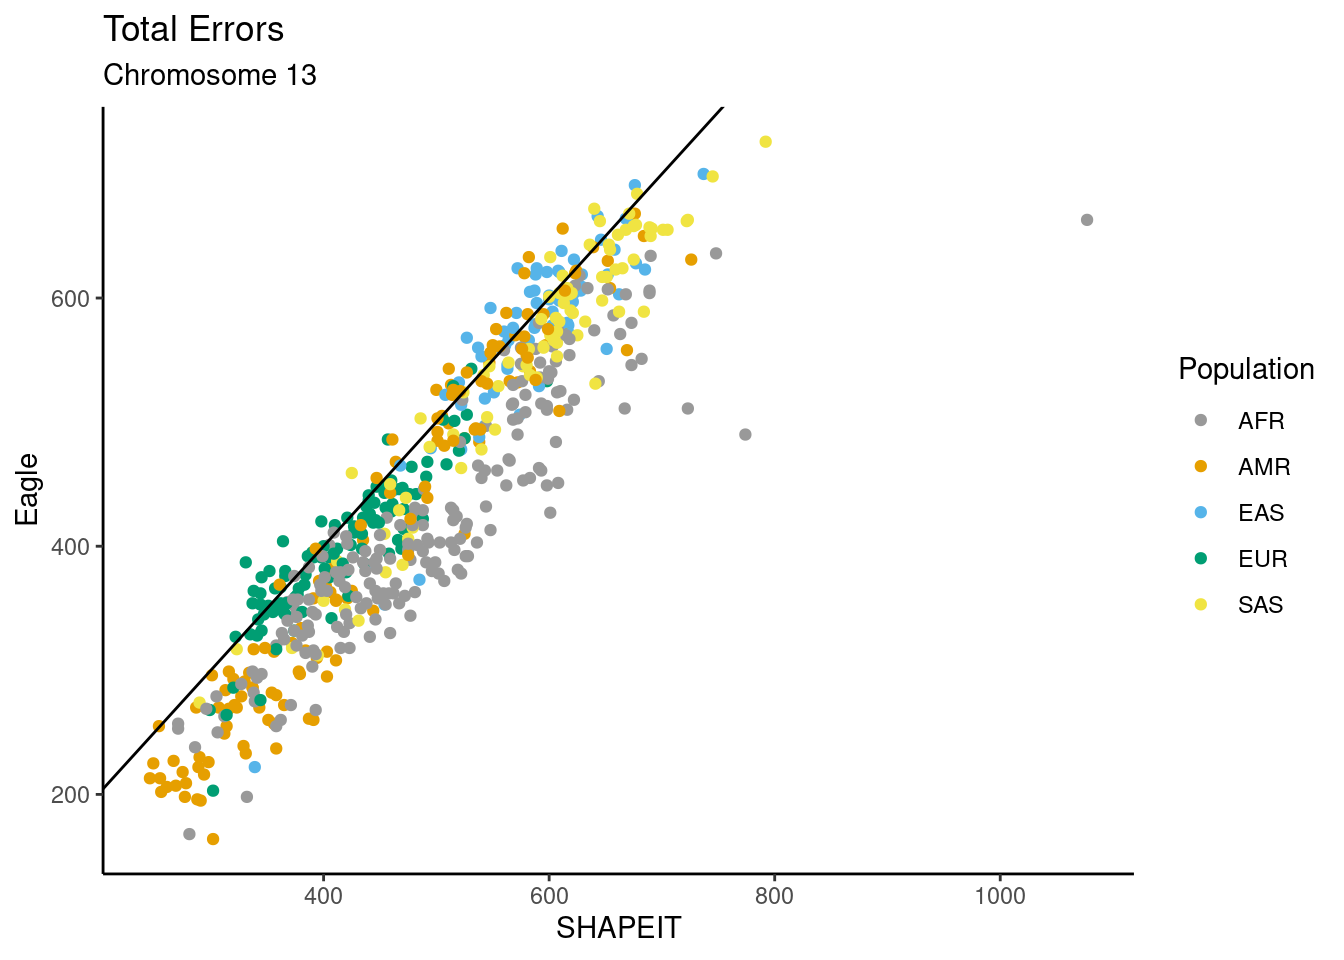 Total Errors
Chromosome 13
Eagle
600
400
200
400
600
800
1000
SHAPEIT
Population
AFR
AMR
EAS
EUR
SAS